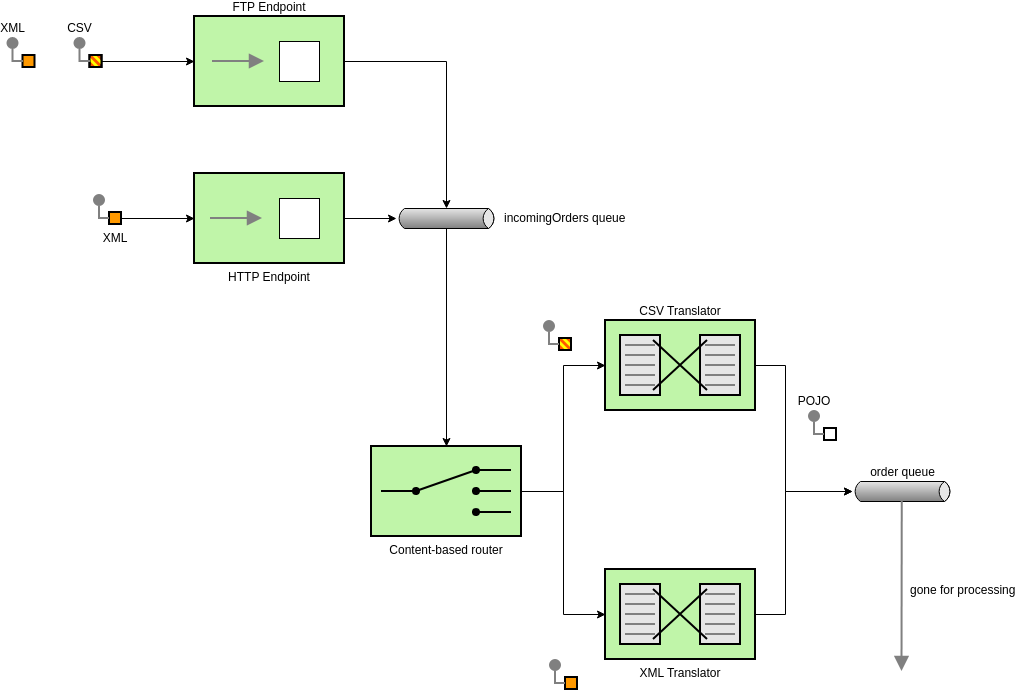 FTP Endpoint
XML
CSV
XML
incomingOrders queue
HTTP Endpoint
CSV Translator
POJO
order queue
Content-based router
gone for processing
XML Translator